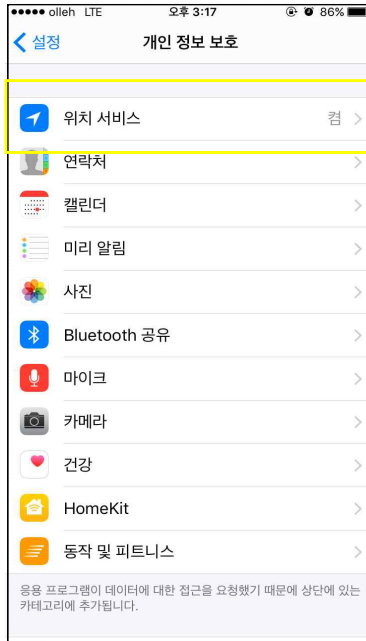 olleh LTE 오후 3:17 86%
설정 개인 정보 보호
위치 서비스 켬
연락처
캘린더
미리 알림
사진
Bluetooth 공유
마이크
카메라
건강
HomeKit
동작 및 피트니스
응용 프로그램이 데이터에 대한 접근을 요청했기 때문에 상단에 있는
카테고리에 추가됩니다.